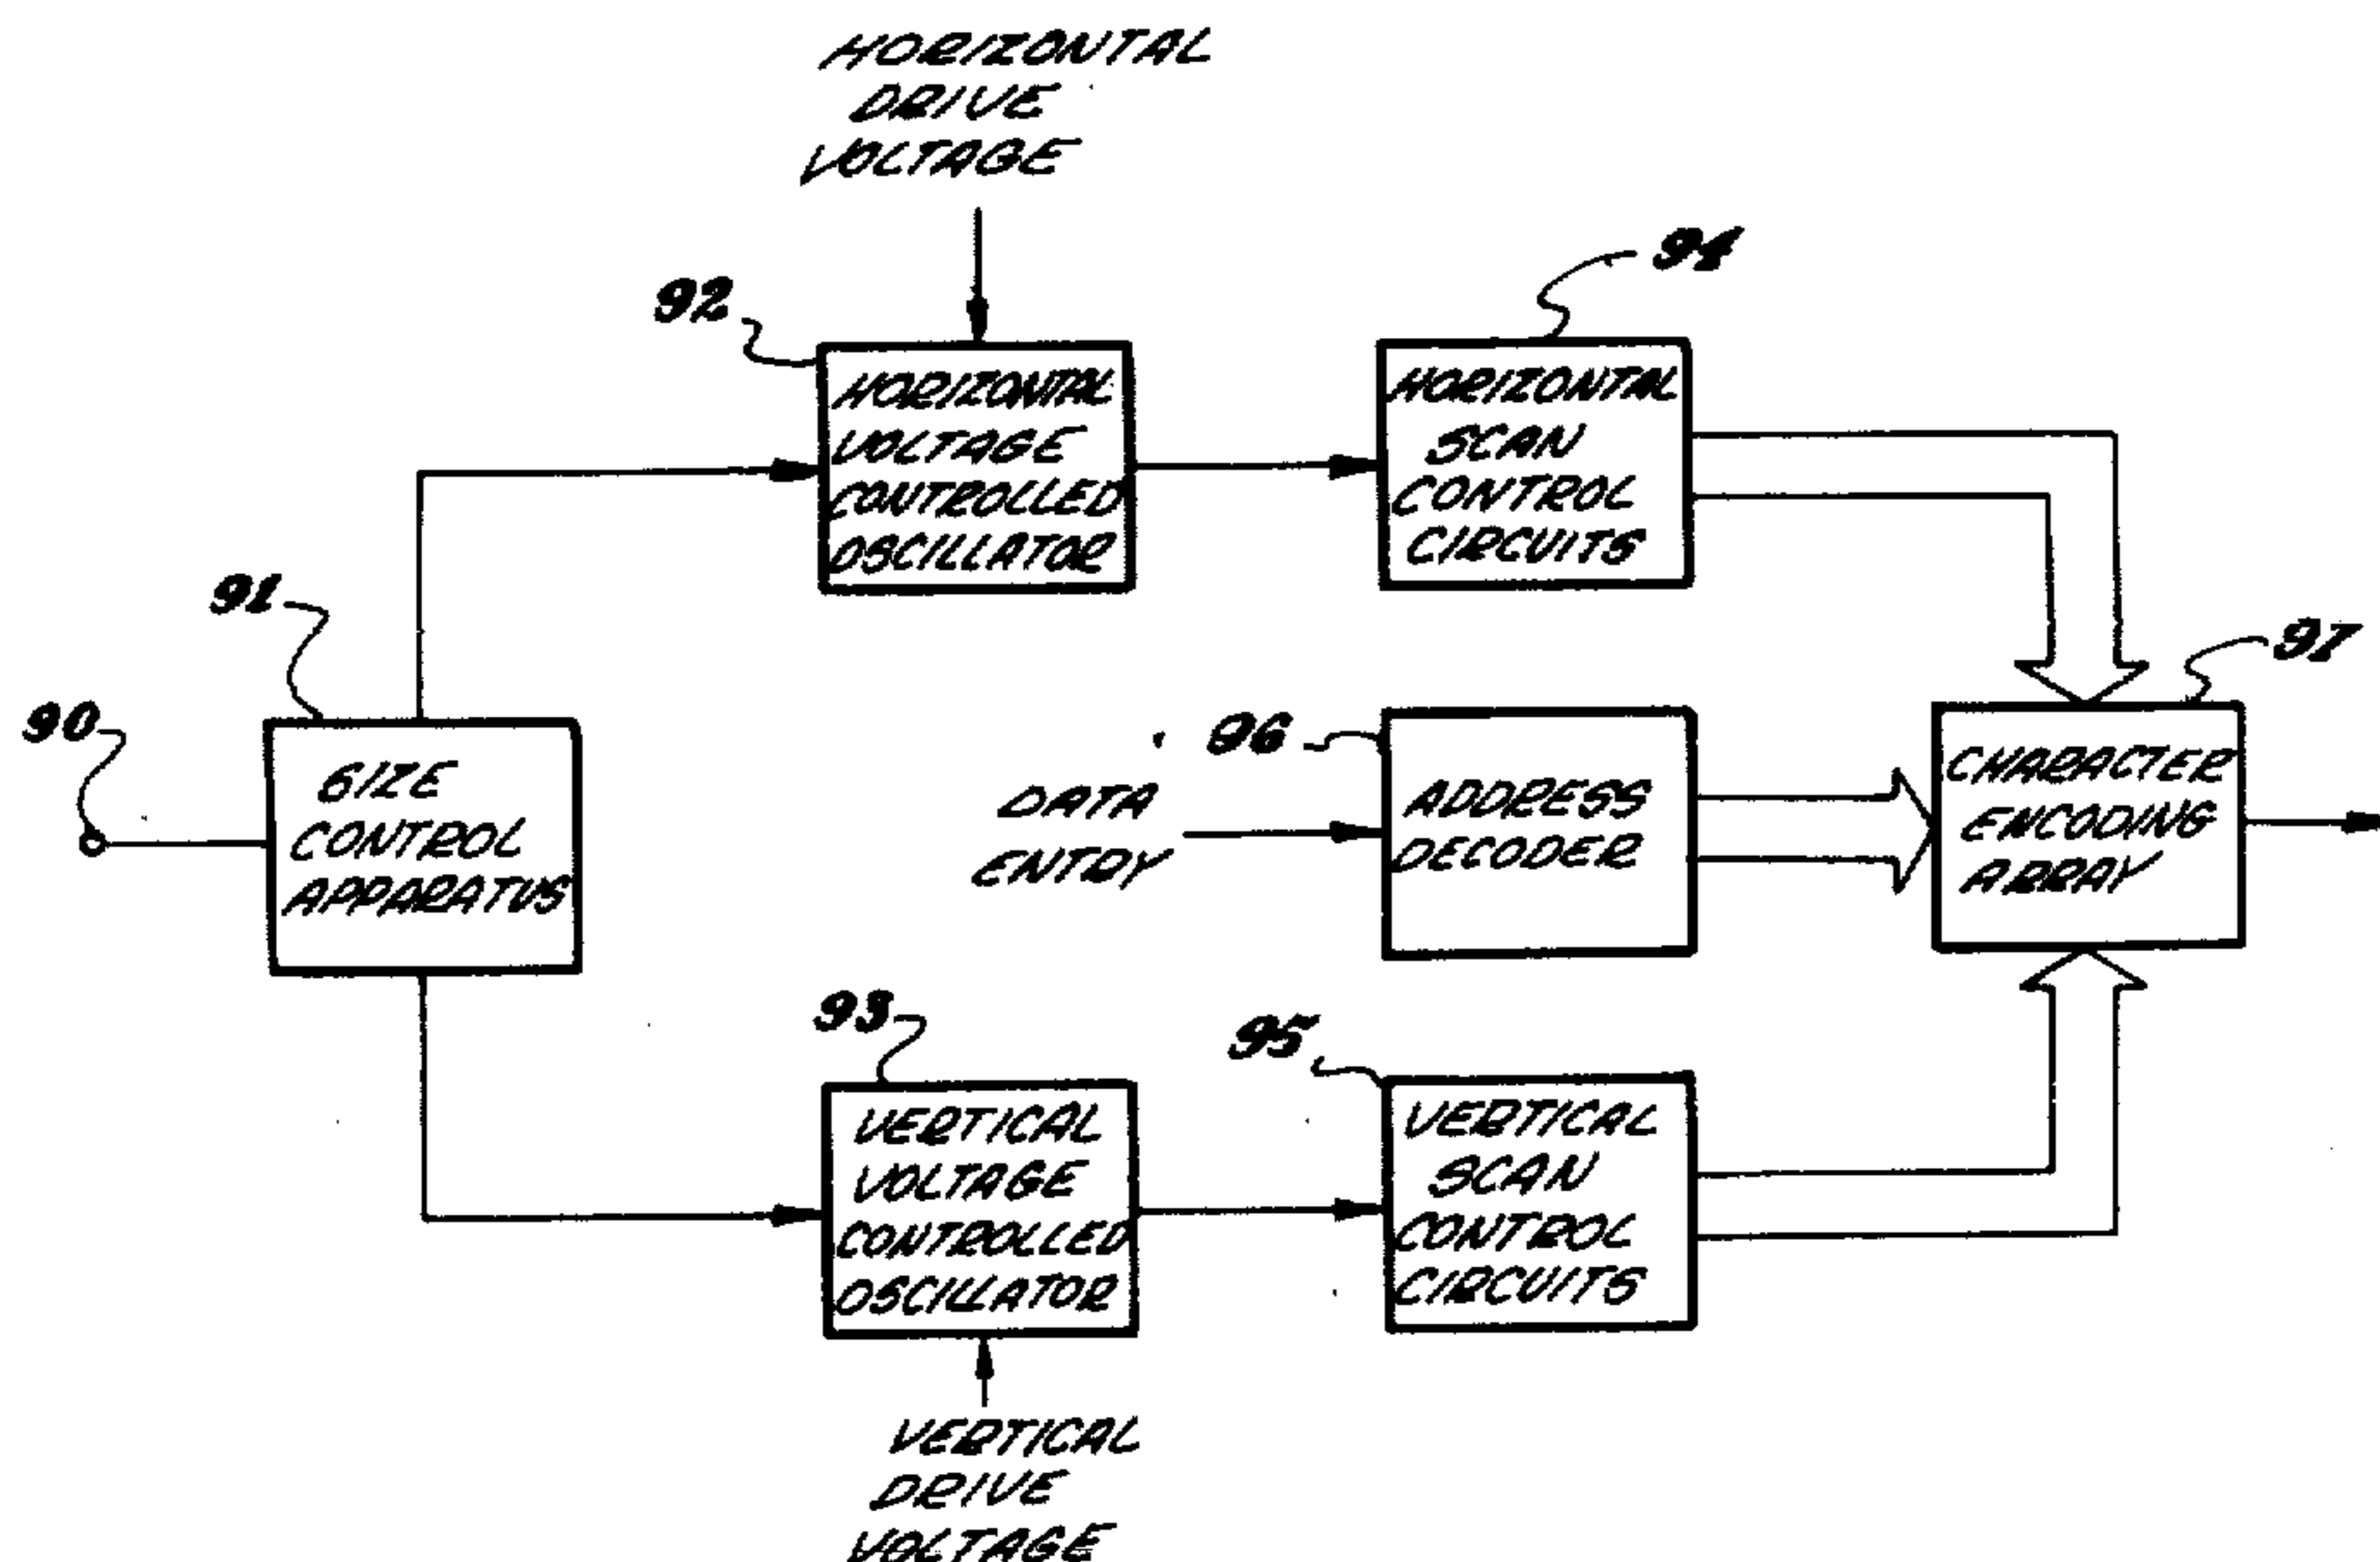 HORIZONTAL
DRIVE
VOLTAGE
92
94
HORIZONTAL
VOLTAGE
CONTROLLED
OSCILLATOR
HORIZONTAL
SCAN
CONTROL
CIRCUITS
91
90
SIZE
CONTROL
APPARATUS
96
97
DATA
ENTRY
ADDRESS
DECODER
CHARACTER
ENCODING
ARRAY
93
95
VERTICAL
VOLTAGE
CONTROLLED
OSCILLATOR
VERTICAL
SCAN
CONTROL
CIRCUITS
VERTICAL
DRIVE
VOLTAGE